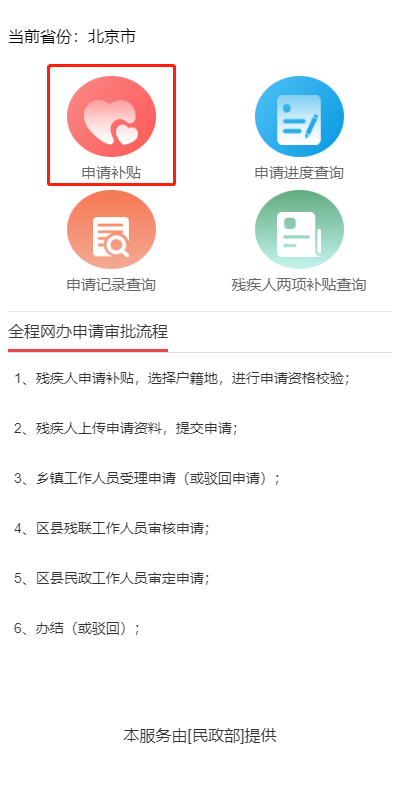 当前省份：北京市
申请补贴
申请进度查询
申请记录查询
残疾人两项补贴查询
全程网办申请审批流程
1、残疾人申请补贴，选择户籍地，进行申请资格校验；
2、残疾人上传申请资料，提交申请；
3、乡镇工作人员受理申请（或驳回申请）；
4、区县残联工作人员审核申请；
5、区县民政工作人员审定申请；
6、办结（或驳回）；
本服务由[民政部]提供